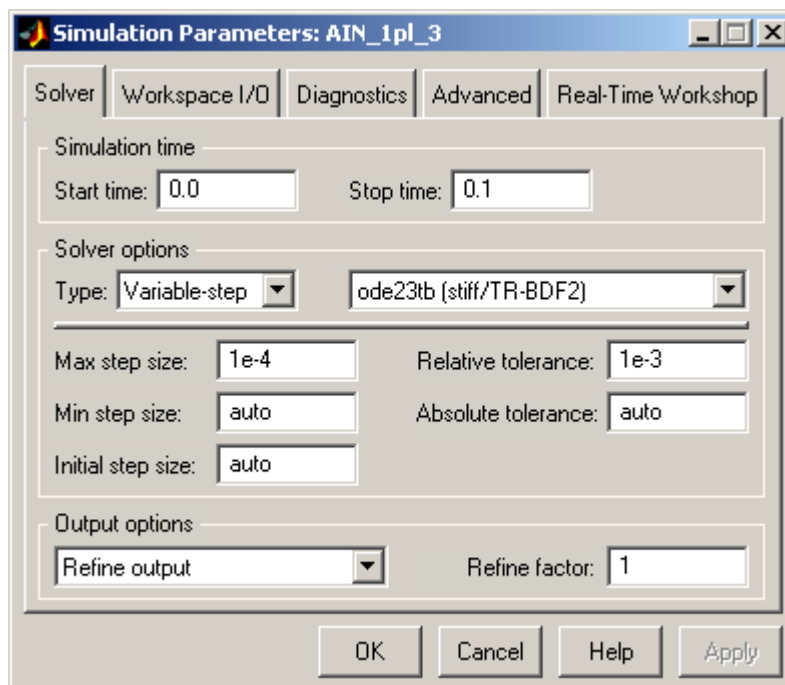 Simulation Parameters: AIN_1pl_3
Solver Workspace I/O Diagnostics Advanced Real-Time Workshop
Simulation time
Start time: 0.0 Stop time: 0.1
Solver options
Type: Variable-step ode23tb (stiff/TR-BDF2)
Max step size: 1e-4 Relative tolerance: 1e-3
Min step size: auto Absolute tolerance: auto
Initial step size: auto
Output options
Refine output Refine factor: 1
OK Cancel Help Apply